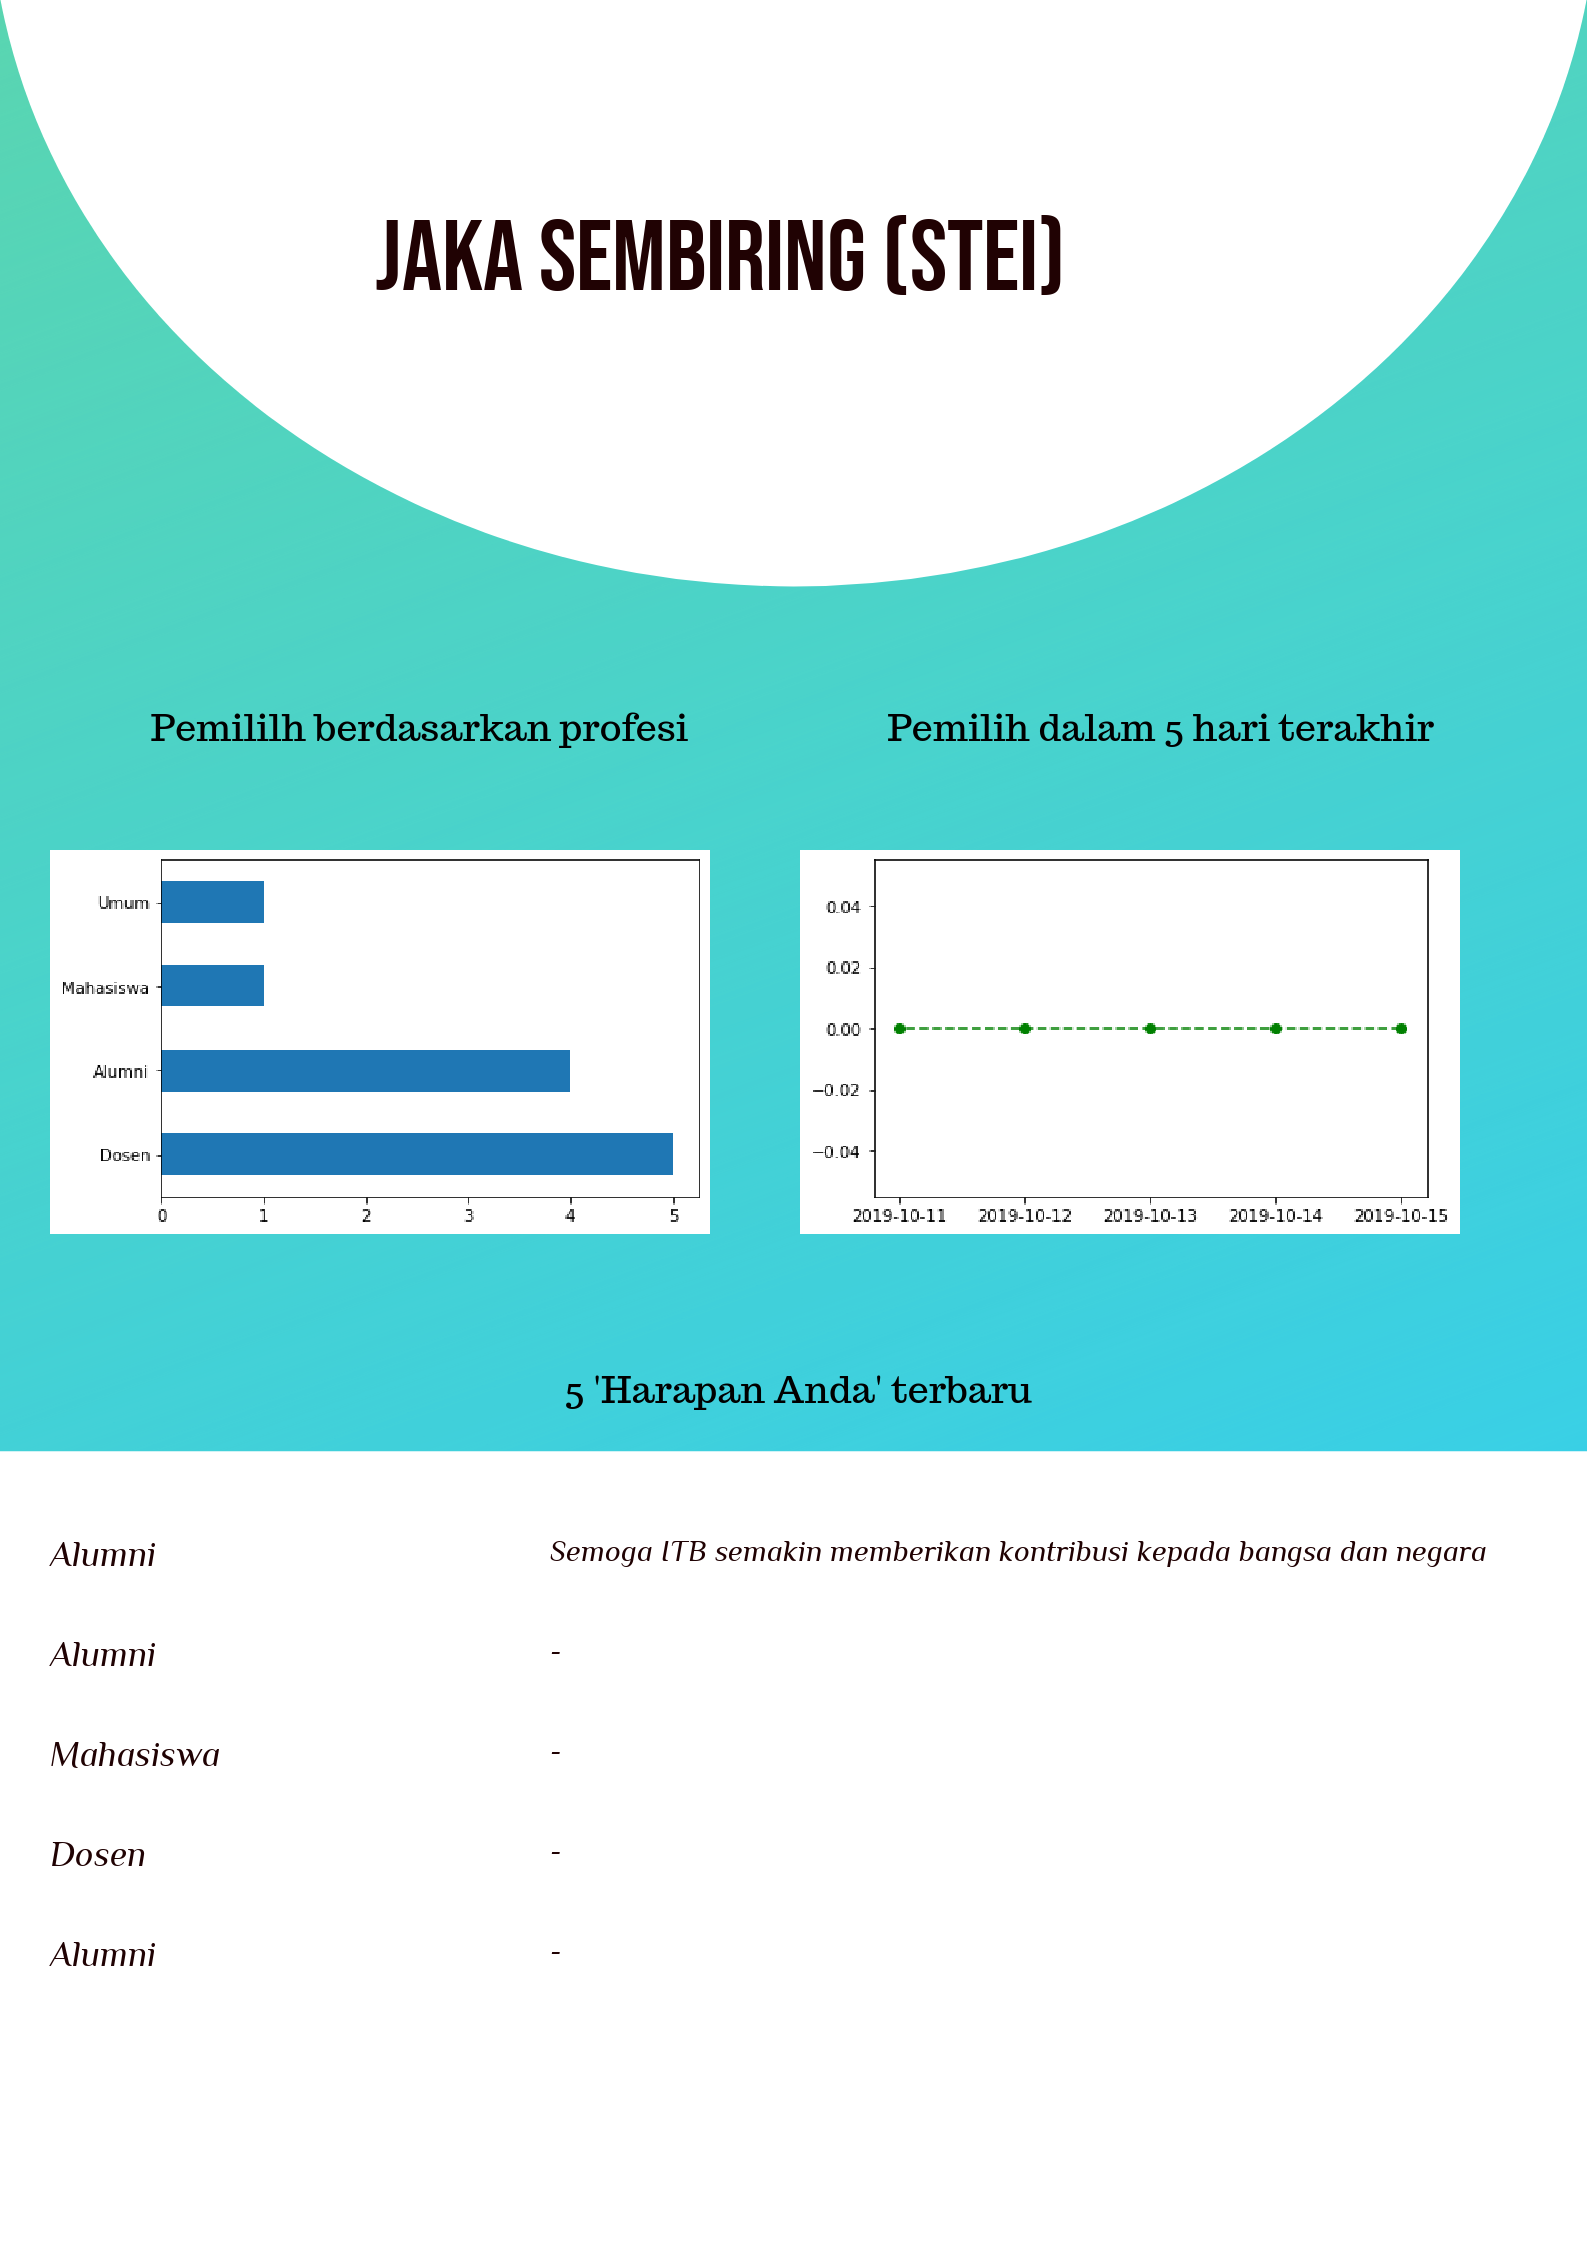 JAKA SEMBIRING (STEI)
Pemililh berdasarkan profesi
Pemilih dalam 5 hari terakhir
Umum
Mahasiswa
Alumni
Dosen
0 1 2 3 4 5
0.04
0.02
0.00
−0.02
−0.04
2019-10-11 2019-10-12 2019-10-13 2019-10-14 2019-10-15
5 'Harapan Anda' terbaru
Alumni Semoga ITB semakin memberikan kontribusi kepada bangsa dan negara
Alumni -
Mahasiswa -
Dosen -
Alumni -